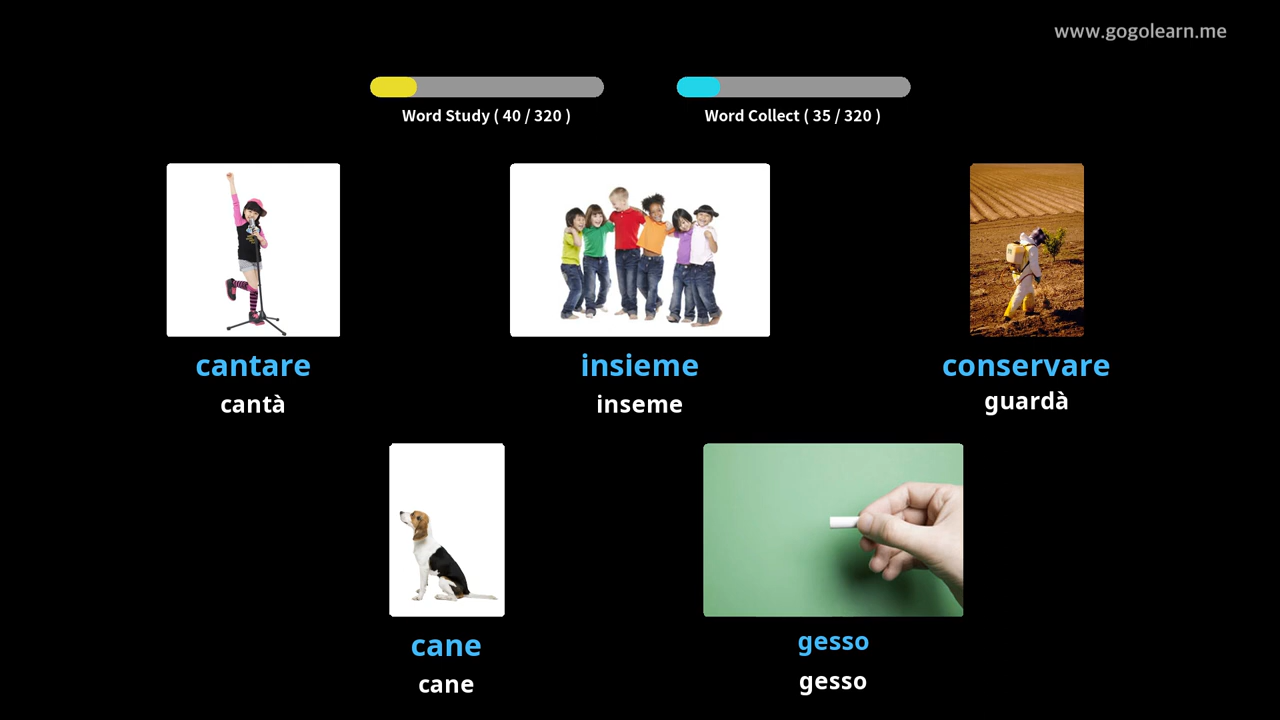 www.gogolearn.me
Word Study ( 40 / 320 )
Word Collect ( 35 / 320 )
cantare
cantà
insieme
inseme
conservare
guardà
cane
cane
gesso
gesso